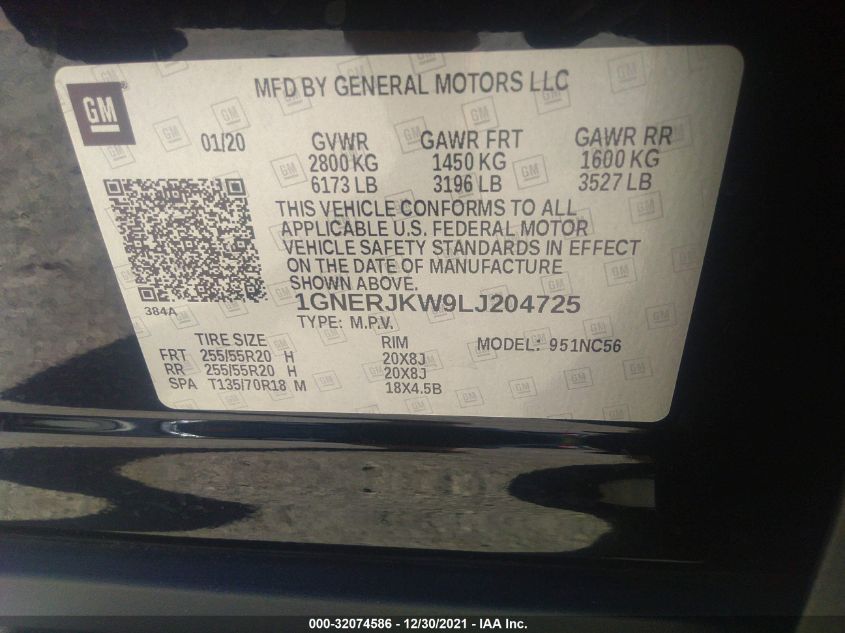 MFD BY GENERAL MOTORS LLC
GM
01/20 GVWR GAWR FRT GAWR RR
2800 KG 1450 KG 1600 KG
6173 LB 3196 LB 3527 LB
THIS VEHICLE CONFORMS TO ALL
APPLICABLE U.S. FEDERAL MOTOR
VEHICLE SAFETY STANDARDS IN EFFECT
ON THE DATE OF MANUFACTURE
SHOWN ABOVE.
384A
1GNERJKW9LJ204725
TYPE: M.P.V.
TIRE SIZE RIM MODEL: 951NC56
FRT 255/55R20 H 20X8J
RR 255/55R20 H 20X8J
SPA T135/70R18 M 18X4.5B
000-32074586 - 12/30/2021 - IAA Inc.